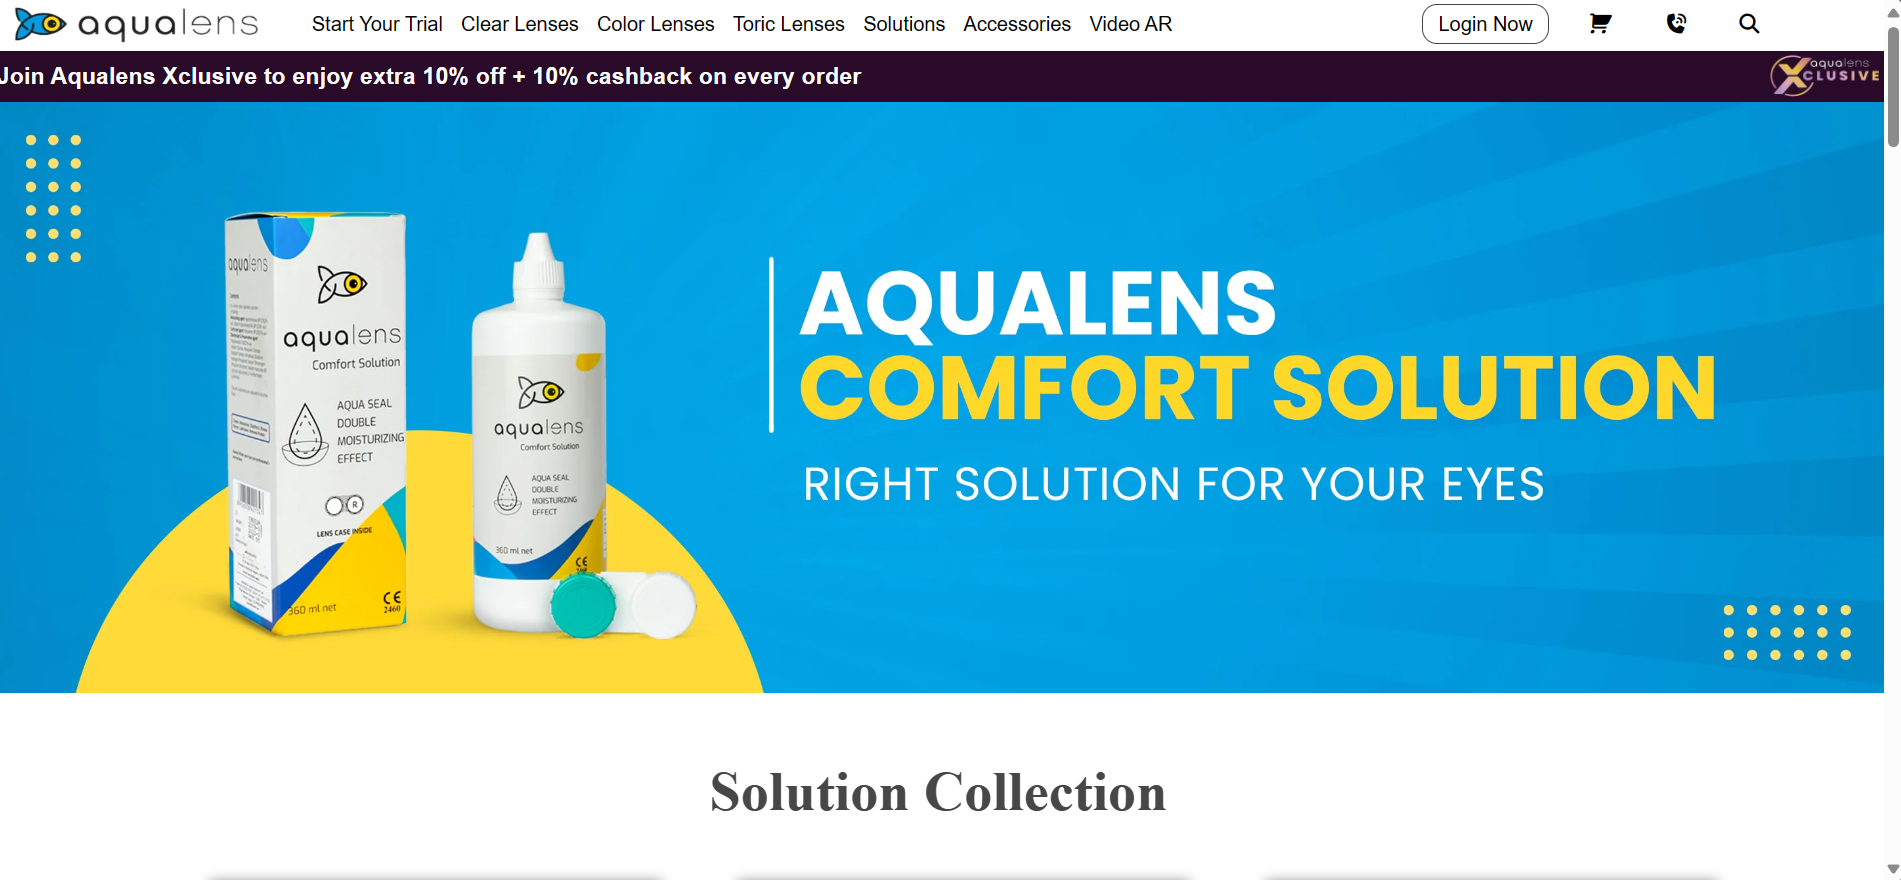 aqualens
Start Your Trial
Clear Lenses
Color Lenses
Toric Lenses
Solutions
Accessories
Video AR
Login Now
Join Aqualens Xclusive to enjoy extra 10% off + 10% cashback on every order
aqualens
XCLUSIVE
aqualens
aqualens
Comfort Solution
AQUA SEAL
DOUBLE
MOISTURIZING
EFFECT
R
LENS CASE INSIDE
360 ml net
CE
2460
aqualens
Comfort Solution
AQUA SEAL
DOUBLE
MOISTURIZING
EFFECT
360 ml net
CE
AQUALENS
COMFORT SOLUTION
RIGHT SOLUTION FOR YOUR EYES
Solution Collection